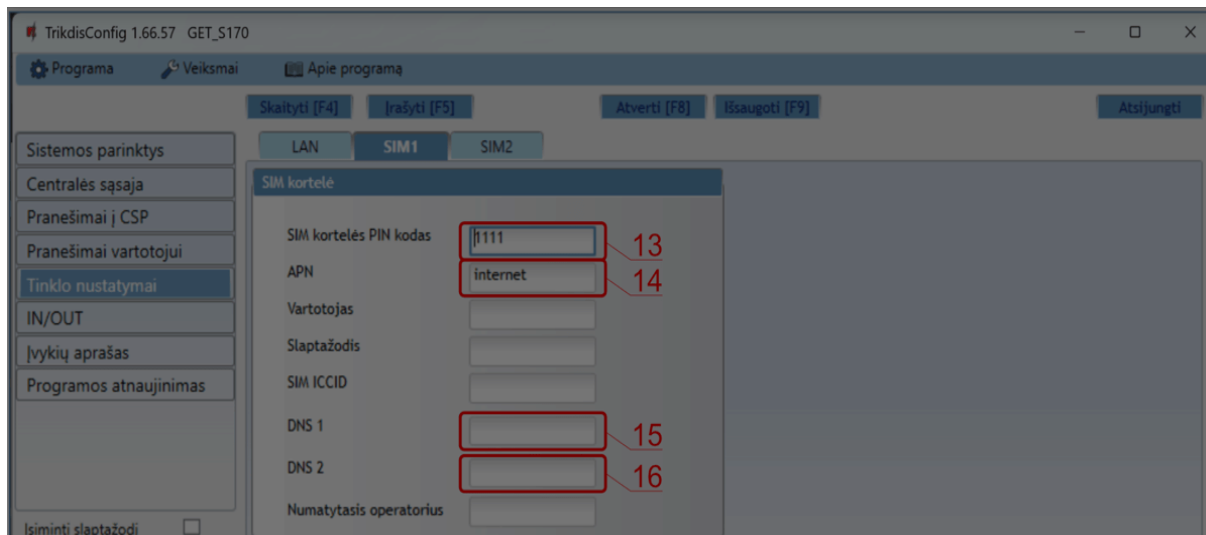 TrikdisConfig 1.66.57 GET_S170
Programa Veiksmai Apie programą
Skaityti [F4] Įrašyti [F5] Atverti [F8] Išsaugoti [F9] Atsijungti
Sistemos parinktys
Centralės sąsaja
Pranešimai į CSP
Pranešimai vartotojui
Tinklo nustatymai
IN/OUT
Įvykių aprašas
Programos atnaujinimas
Įsiminti slaptažodį
LAN SIM1 SIM2
SIM kortelė
SIM kortelės PIN kodas 1111 13
APN internet 14
Vartotojas
Slaptažodis
SIM ICCID
DNS 1 15
DNS 2 16
Numatytasis operatorius